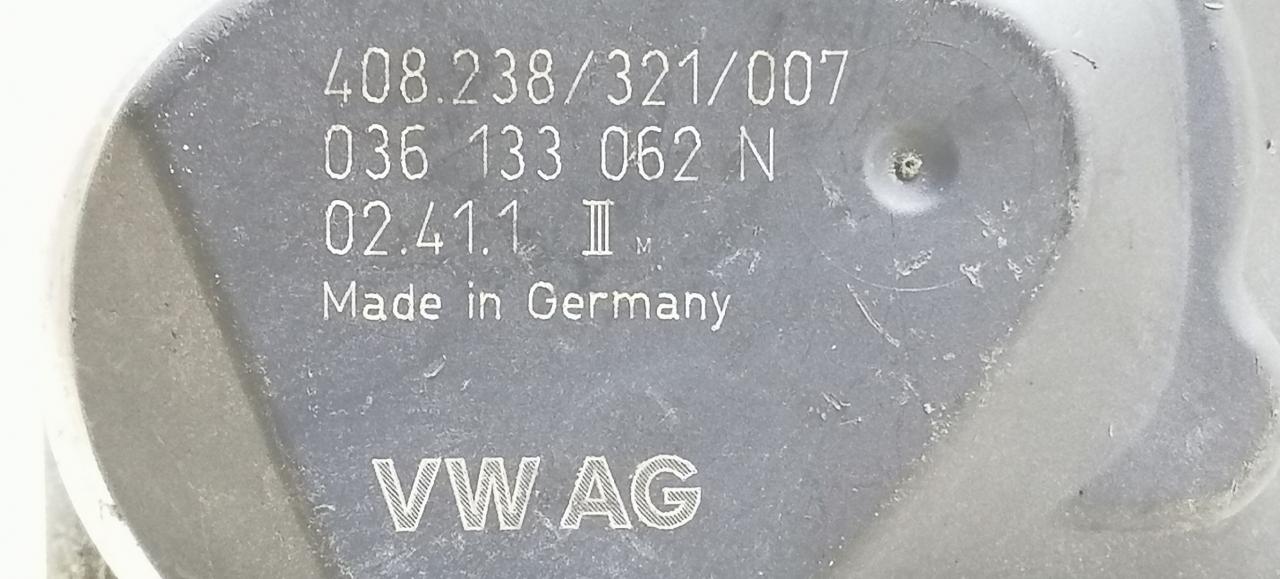 408.238/321/007
036 133 062 N
02.41.1 III M
Made in Germany
VW AG